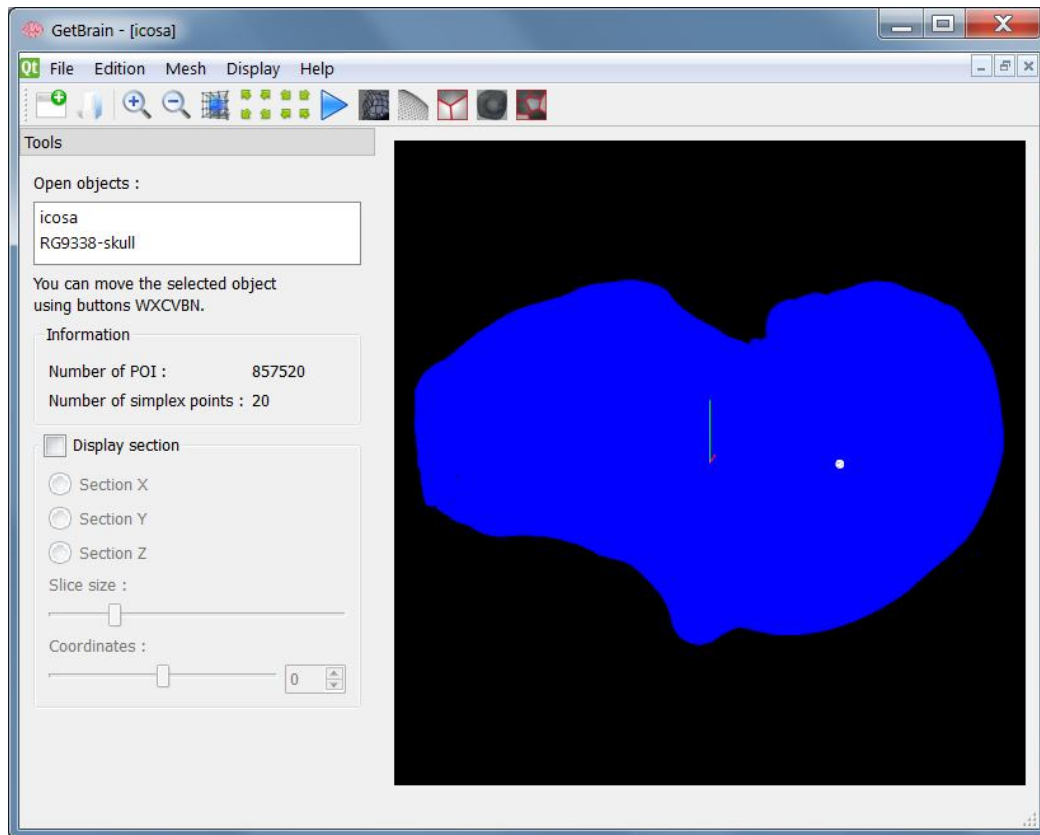 GetBrain - [icosa]
Qt File Edition Mesh Display Help
Tools
Open objects :
icosa
RG9338-skull
You can move the selected object
using buttons WXCVBN.
Information
Number of POI : 857520
Number of simplex points : 20
Display section
Section X
Section Y
Section Z
Slice size :
Coordinates :
0